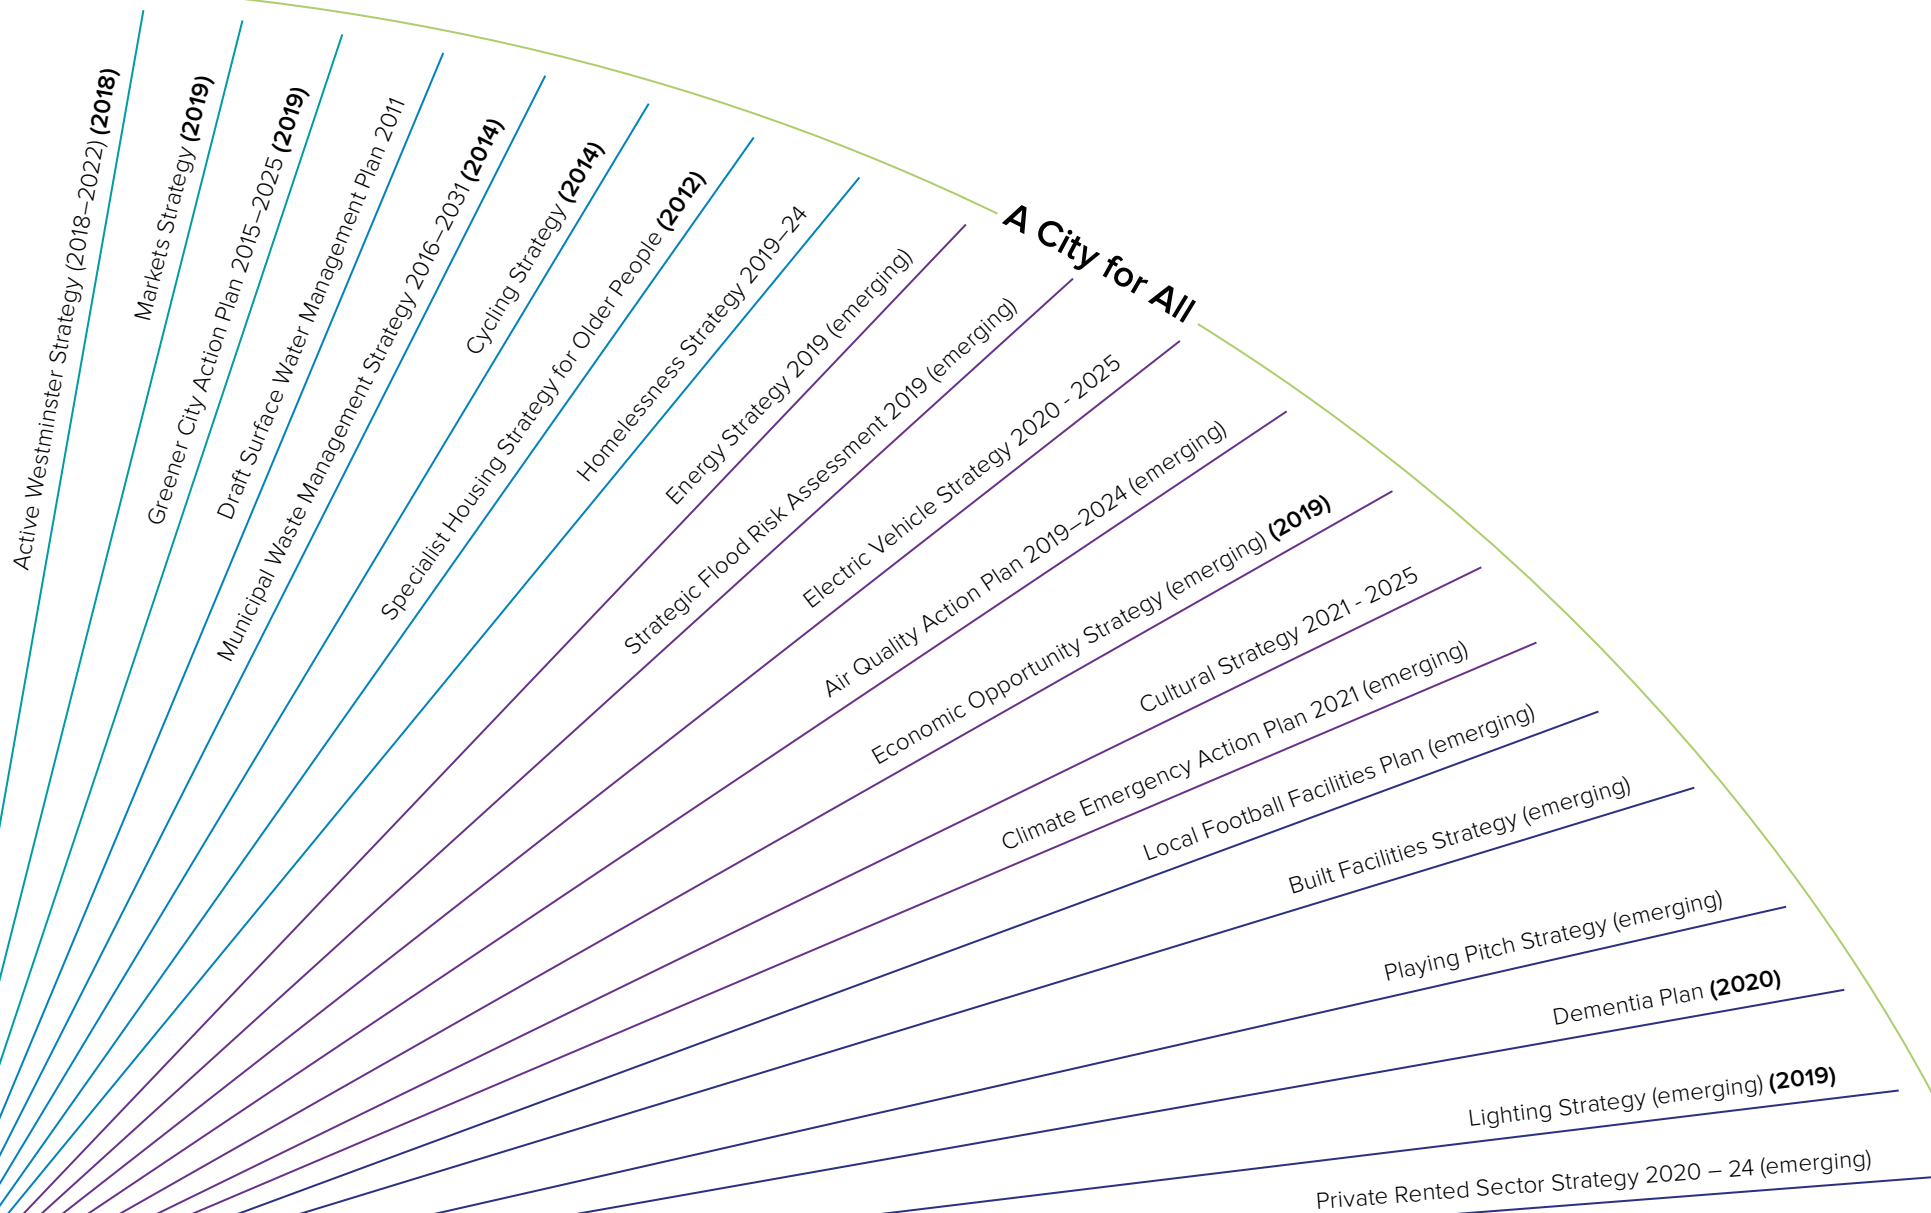 Active Westminster Strategy (2018–2022) (2018)
Markets Strategy (2019)
Greener City Action Plan 2015–2025 (2019)
Draft Surface Water Management Plan 2011
Municipal Waste Management Strategy 2016–2031 (2014)
Cycling Strategy (2014)
Specialist Housing Strategy for Older People (2012)
Homelessness Strategy 2019–24
A City for All
Energy Strategy 2019 (emerging)
Strategic Flood Risk Assessment 2019 (emerging)
Electric Vehicle Strategy 2020 - 2025
Air Quality Action Plan 2019–2024 (emerging)
Economic Opportunity Strategy (emerging) (2019)
Cultural Strategy 2021 - 2025
Climate Emergency Action Plan 2021 (emerging)
Local Football Facilities Plan (emerging)
Built Facilities Strategy (emerging)
Playing Pitch Strategy (emerging)
Dementia Plan (2020)
Lighting Strategy (emerging) (2019)
Private Rented Sector Strategy 2020 – 24 (emerging)